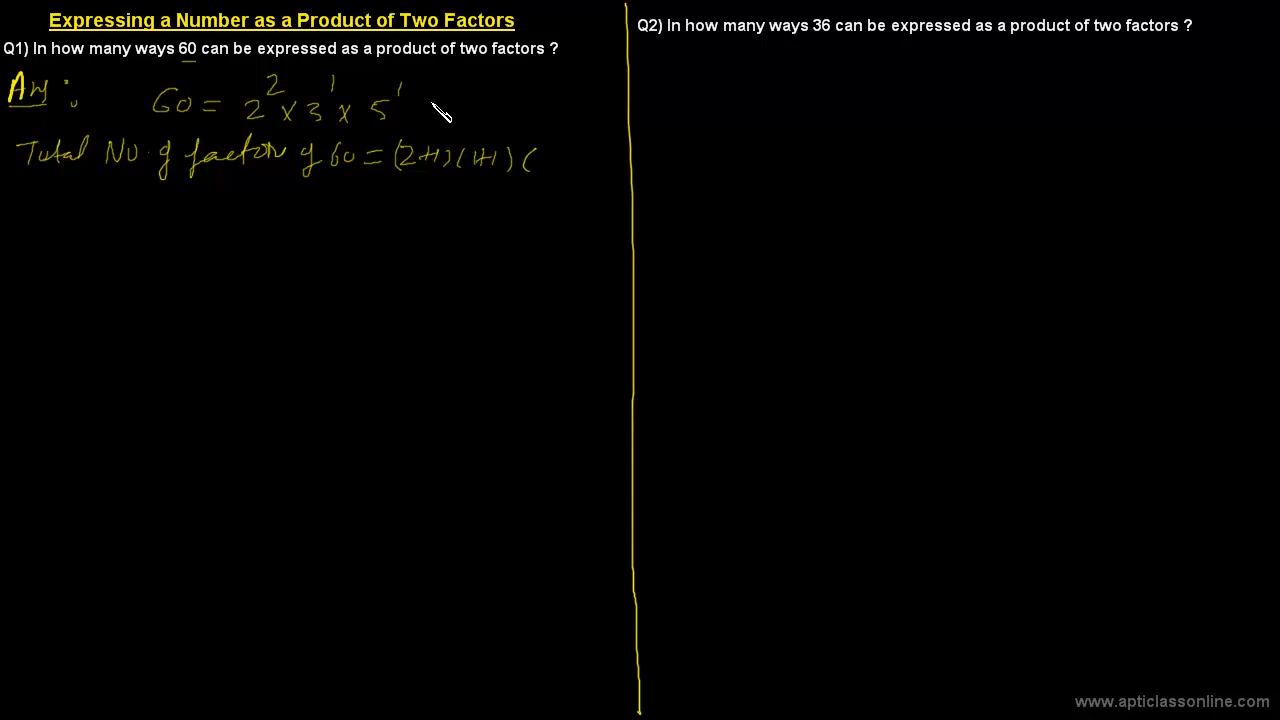 Expressing a Number as a Product of Two Factors
Q1) In how many ways 60 can be expressed as a product of two factors ?
Ans :
60 = 2² x 3¹ x 5¹
Total No. of factors of 60 = (2+1) (1+1) (
Q2) In how many ways 36 can be expressed as a product of two factors ?
www.apticlassonline.com